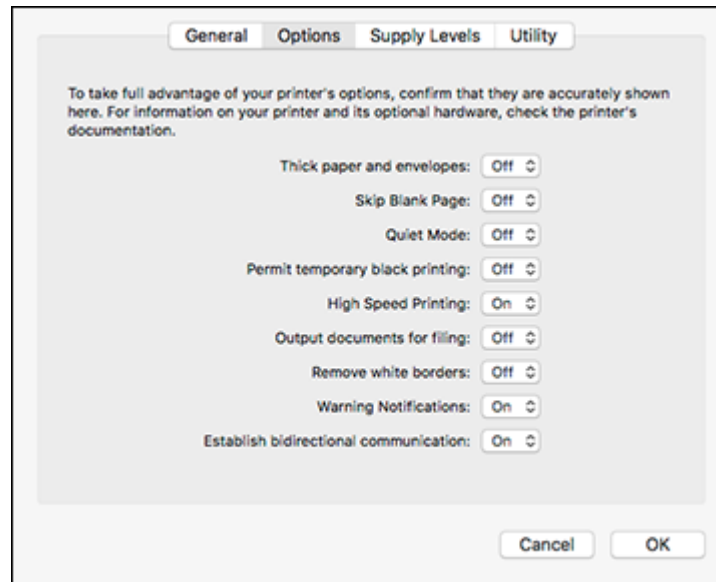 General Options Supply Levels Utility
To take full advantage of your printer's options, confirm that they are accurately shown
here. For information on your printer and its optional hardware, check the printer's
documentation.
Thick paper and envelopes: Off
Skip Blank Page: Off
Quiet Mode: Off
Permit temporary black printing: Off
High Speed Printing: On
Output documents for filing: Off
Remove white borders: Off
Warning Notifications: On
Establish bidirectional communication: On
Cancel OK